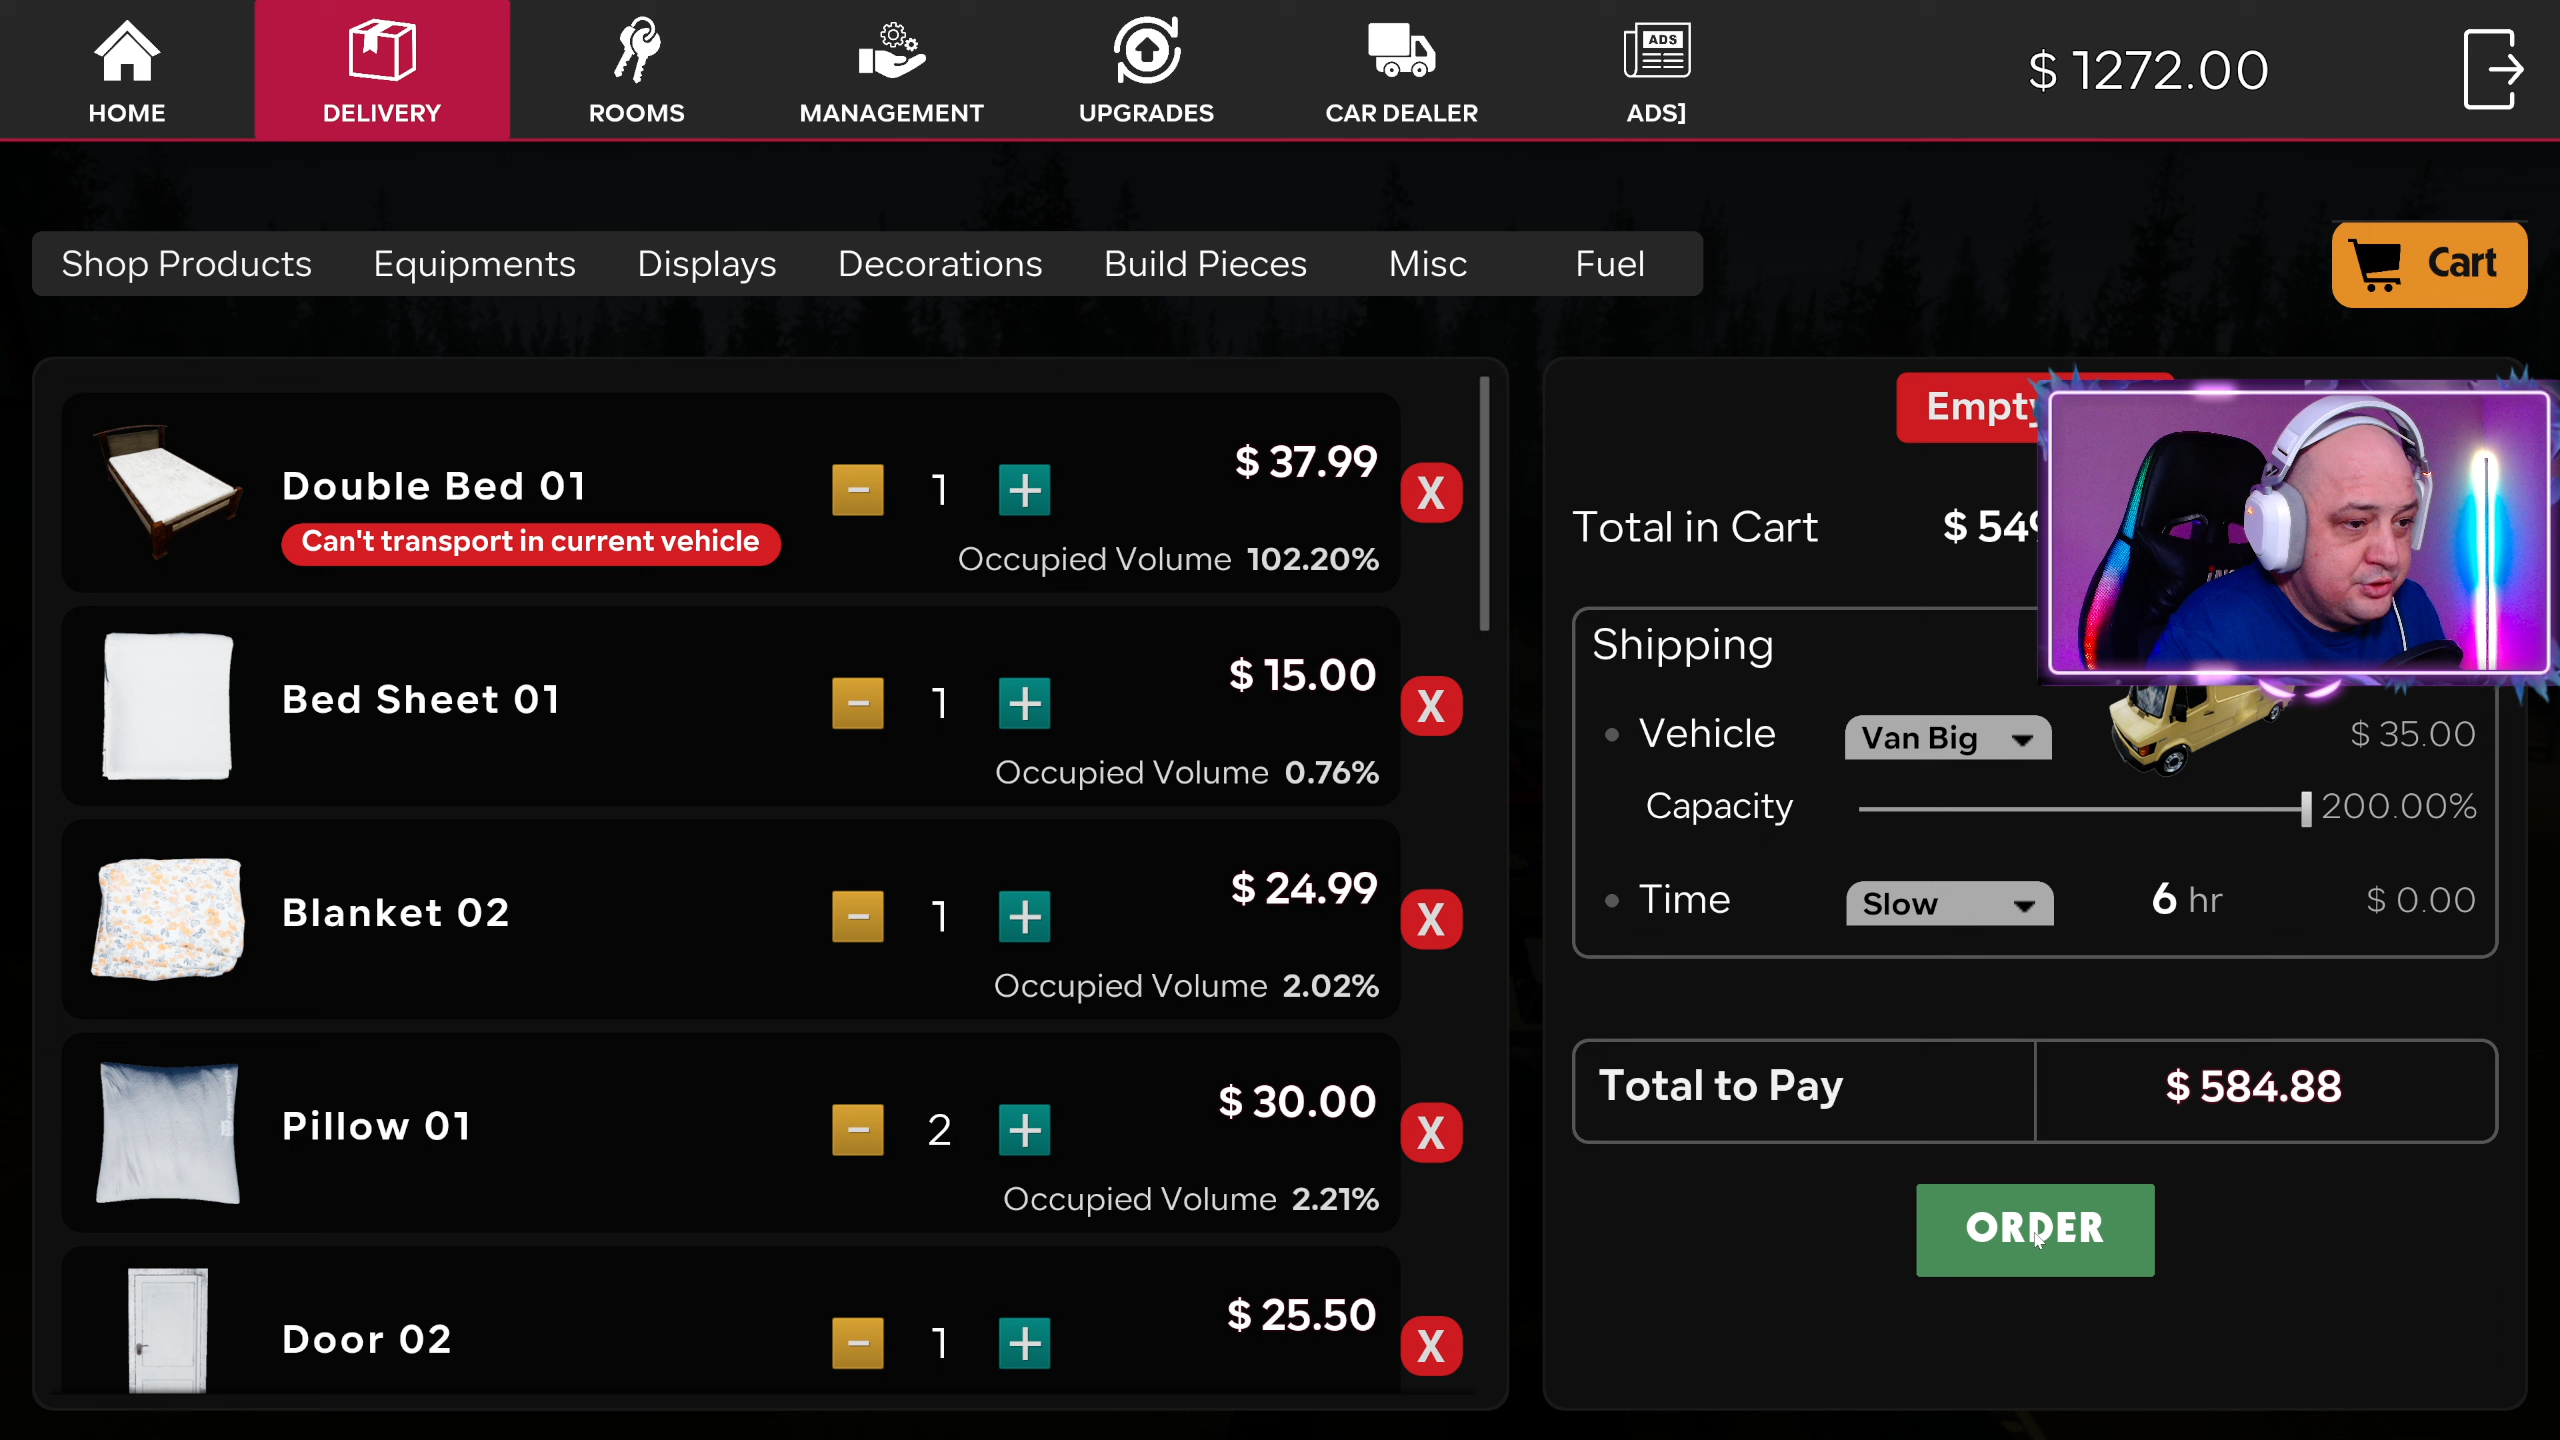 HOME
DELIVERY
ROOMS
MANAGEMENT
UPGRADES
ADS
CAR DEALER
ADS]
$ 1272.00
Shop Products
Equipments
Displays
Decorations
Build Pieces
Misc
Fuel
Cart
Double Bed 01
Can't transport in current vehicle
- 1 +
$ 37.99
X
Occupied Volume 102.20%
Bed Sheet 01
- 1 +
$ 15.00
X
Occupied Volume 0.76%
Blanket 02
- 1 +
$ 24.99
X
Occupied Volume 2.02%
Pillow 01
- 2 +
$ 30.00
X
Occupied Volume 2.21%
Door 02
- 1 +
$ 25.50
X
Empty
Total in Cart
$ 549
Shipping
Vehicle
Van Big
$ 35.00
Capacity
200.00%
Time
Slow
6 hr
$ 0.00
Total to Pay
$ 584.88
ORDER